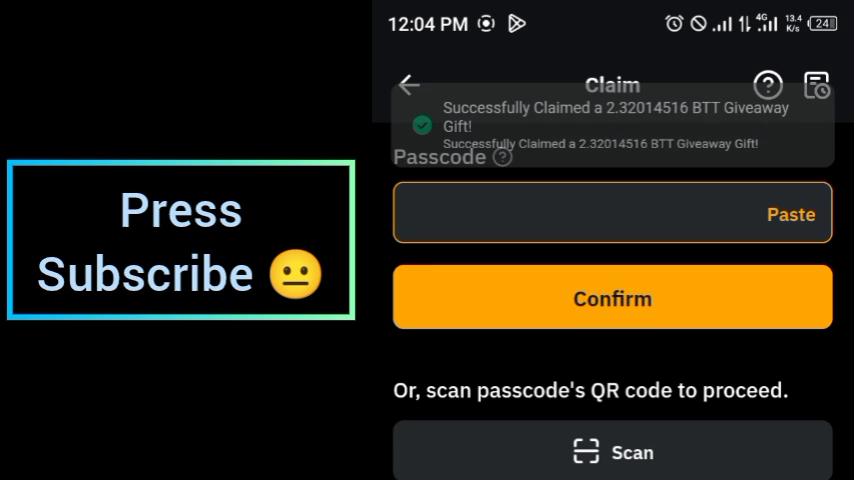 Press
Subscribe 😐
12:04 PM
4G
13.4
K/s
24
Claim
Successfully Claimed a 2.32014516 BTT Giveaway
Gift!
Successfully Claimed a 2.32014516 BTT Giveaway Gift!
Passcode
Paste
Confirm
Or, scan passcode's QR code to proceed.
Scan